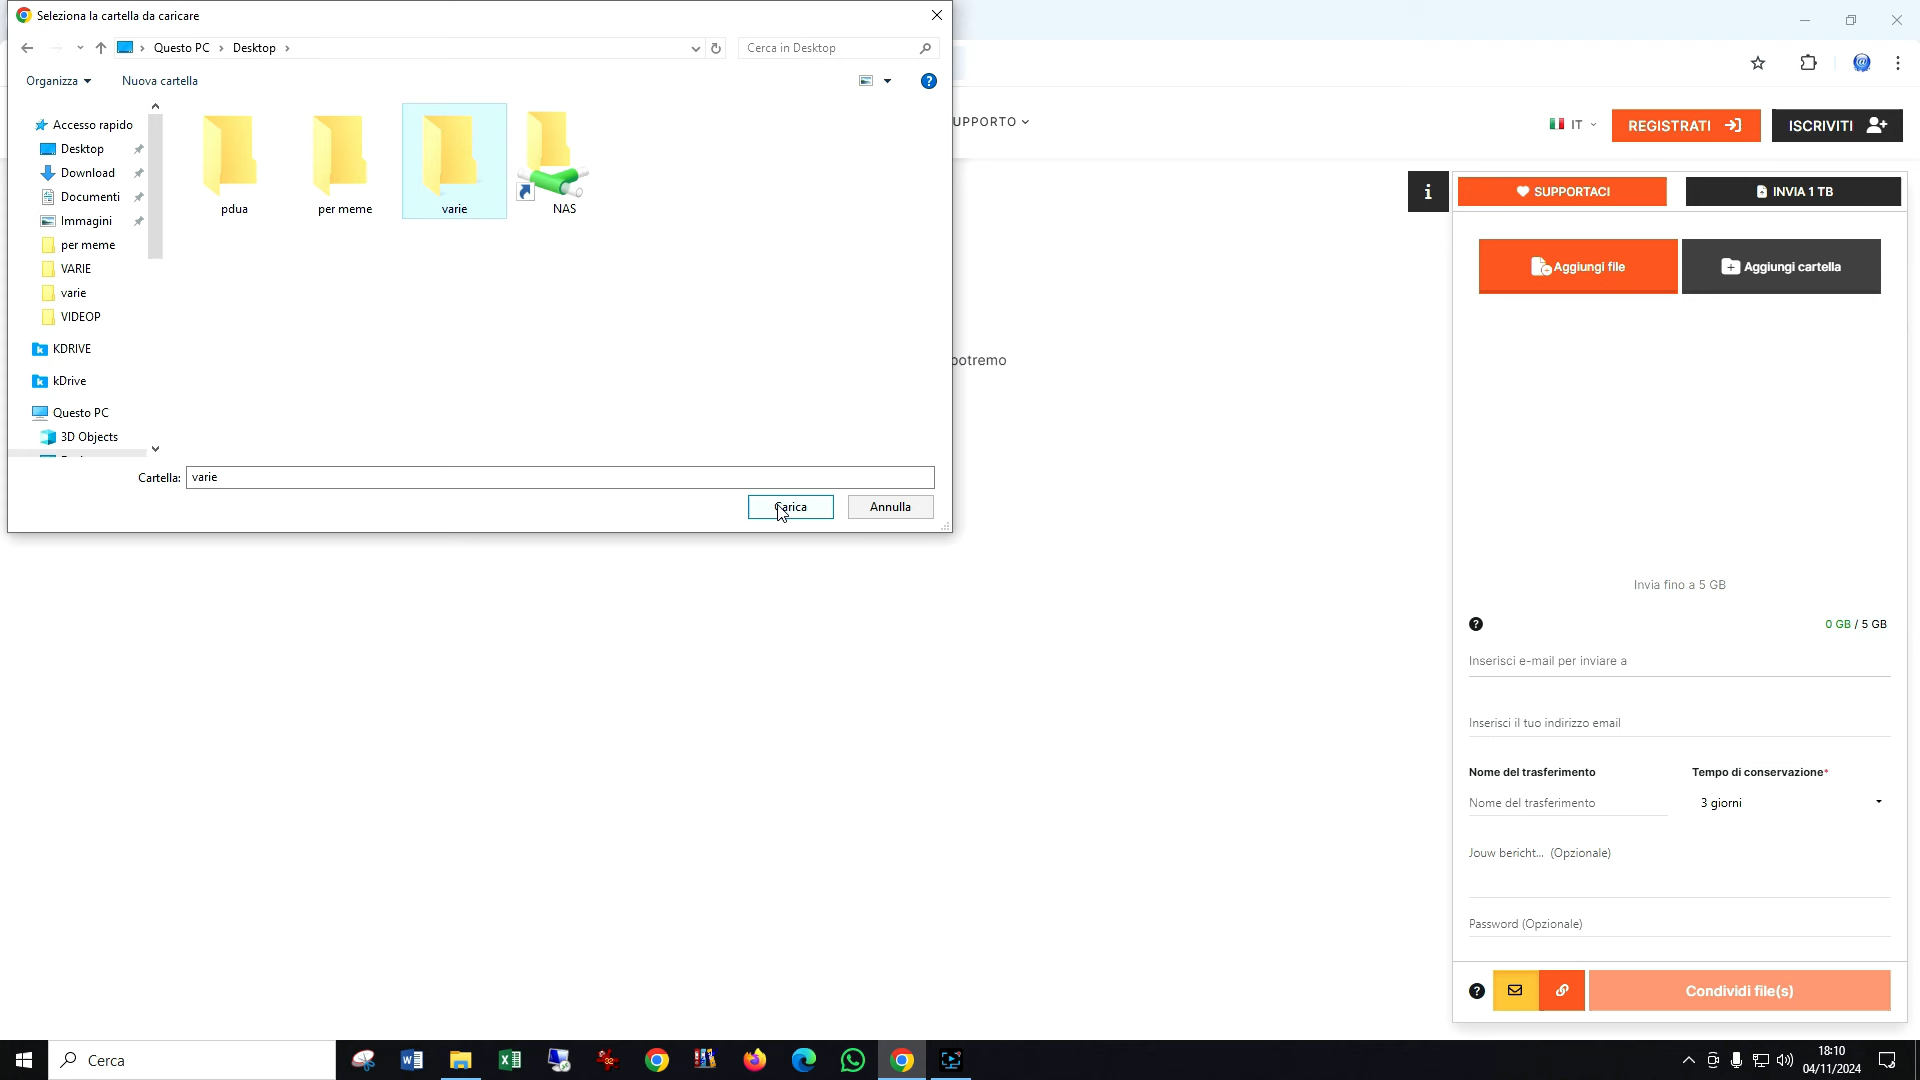 Seleziona la cartella da caricare
Questo PC
Desktop
Cerca in Desktop
Organizza
Nuova cartella
Accesso rapido
Desktop
Download
Documenti
Immagini
per meme
VARIE
varie
VIDEOP
KDRIVE
kDrive
Questo PC
3D Objects
pdua
per meme
varie
NAS
Cartella: varie
Carica
Annulla
UPPORTO
IT
REGISTRATI
ISCRIVITI
i
SUPPORTACI
INVIA 1 TB
Aggiungi file
Aggiungi cartella
potremo
Invia fino a 5 GB
0 GB / 5 GB
Inserisci e-mail per inviare a
Inserisci il tuo indirizzo email
Nome del trasferimento
Tempo di conservazione*
Nome del trasferimento
3 giorni
Jouw bericht... (Opzionale)
Password (Opzionale)
Condividi file(s)
Cerca
18:10
04/11/2024